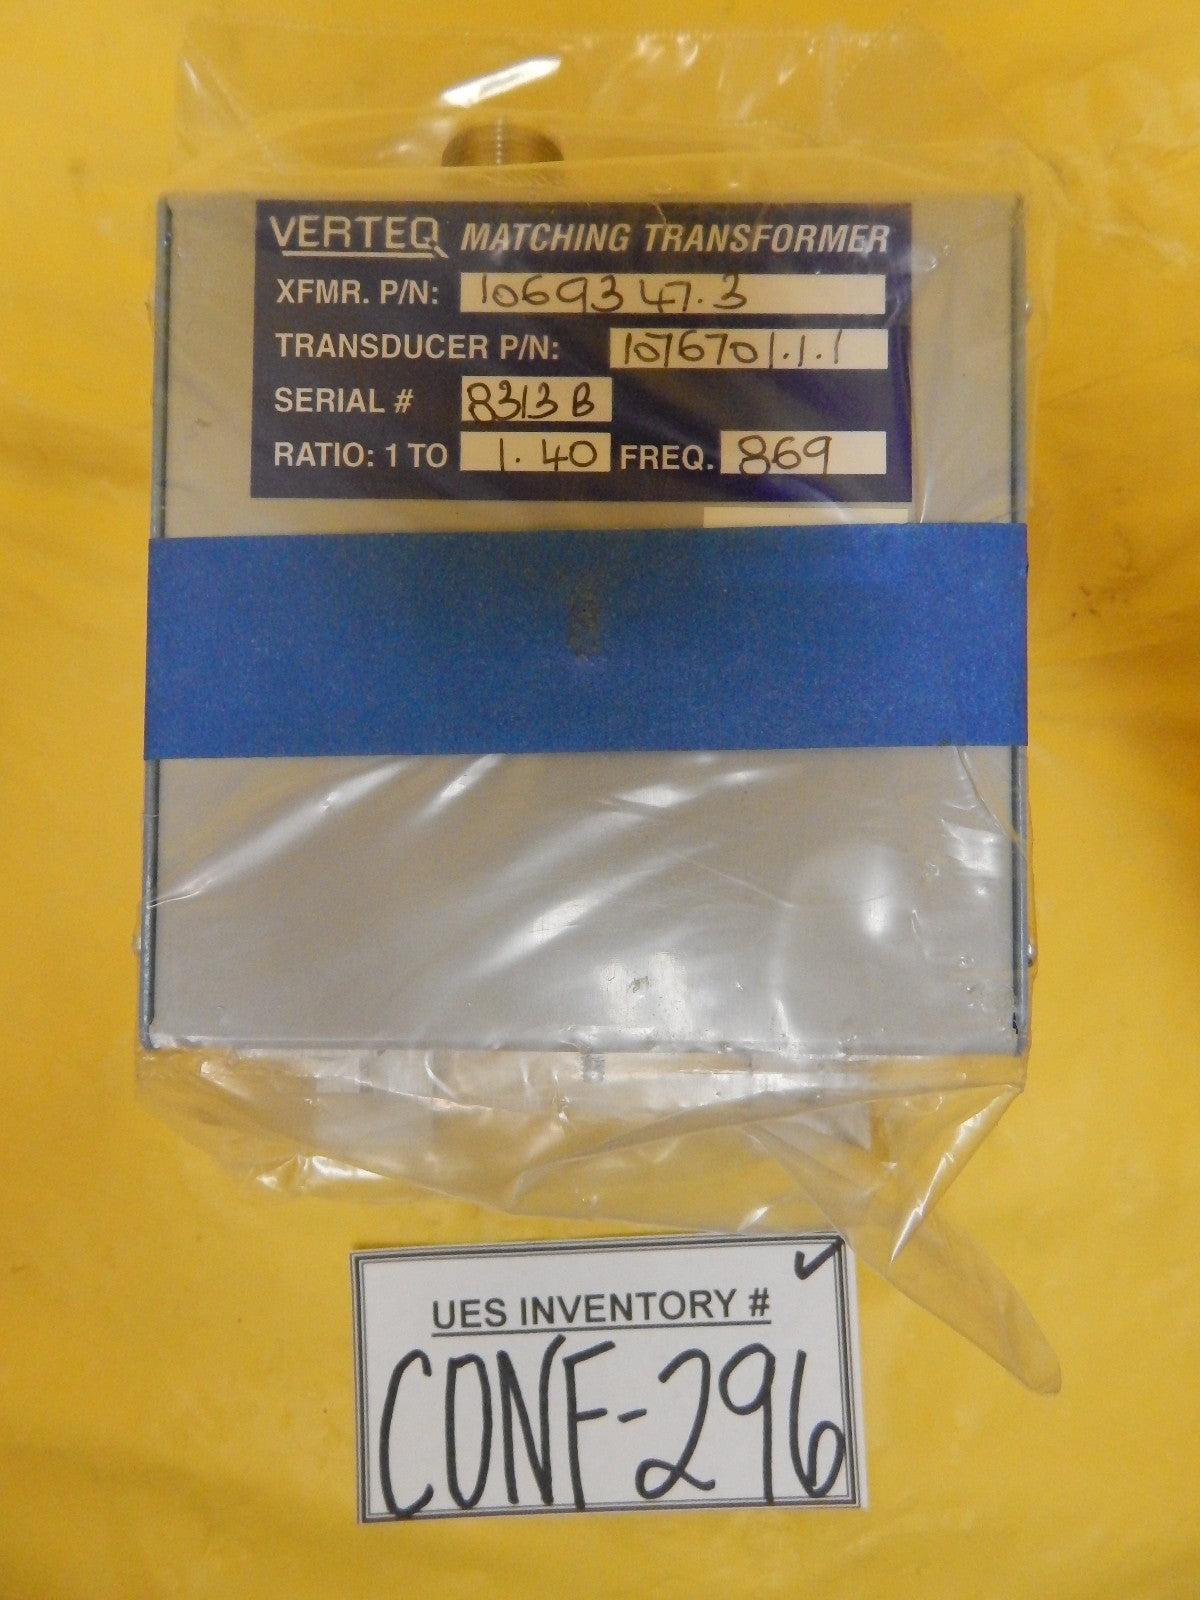 VERTEQ MATCHING TRANSFORMER
XFMR. P/N: 1069347.3
TRANSDUCER P/N: 1076701.1.1
SERIAL # 8313B
RATIO: 1 TO 1.40 FREQ. 869
UES INVENTORY #
CONF-296